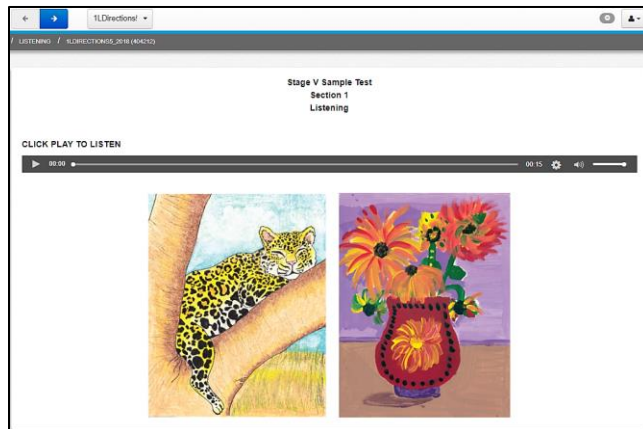 1LDirections!
/ LISTENING / 1LDIRECTIONS5_2018 (404212)
Stage V Sample Test
Section 1
Listening
CLICK PLAY TO LISTEN
00:00 00:15